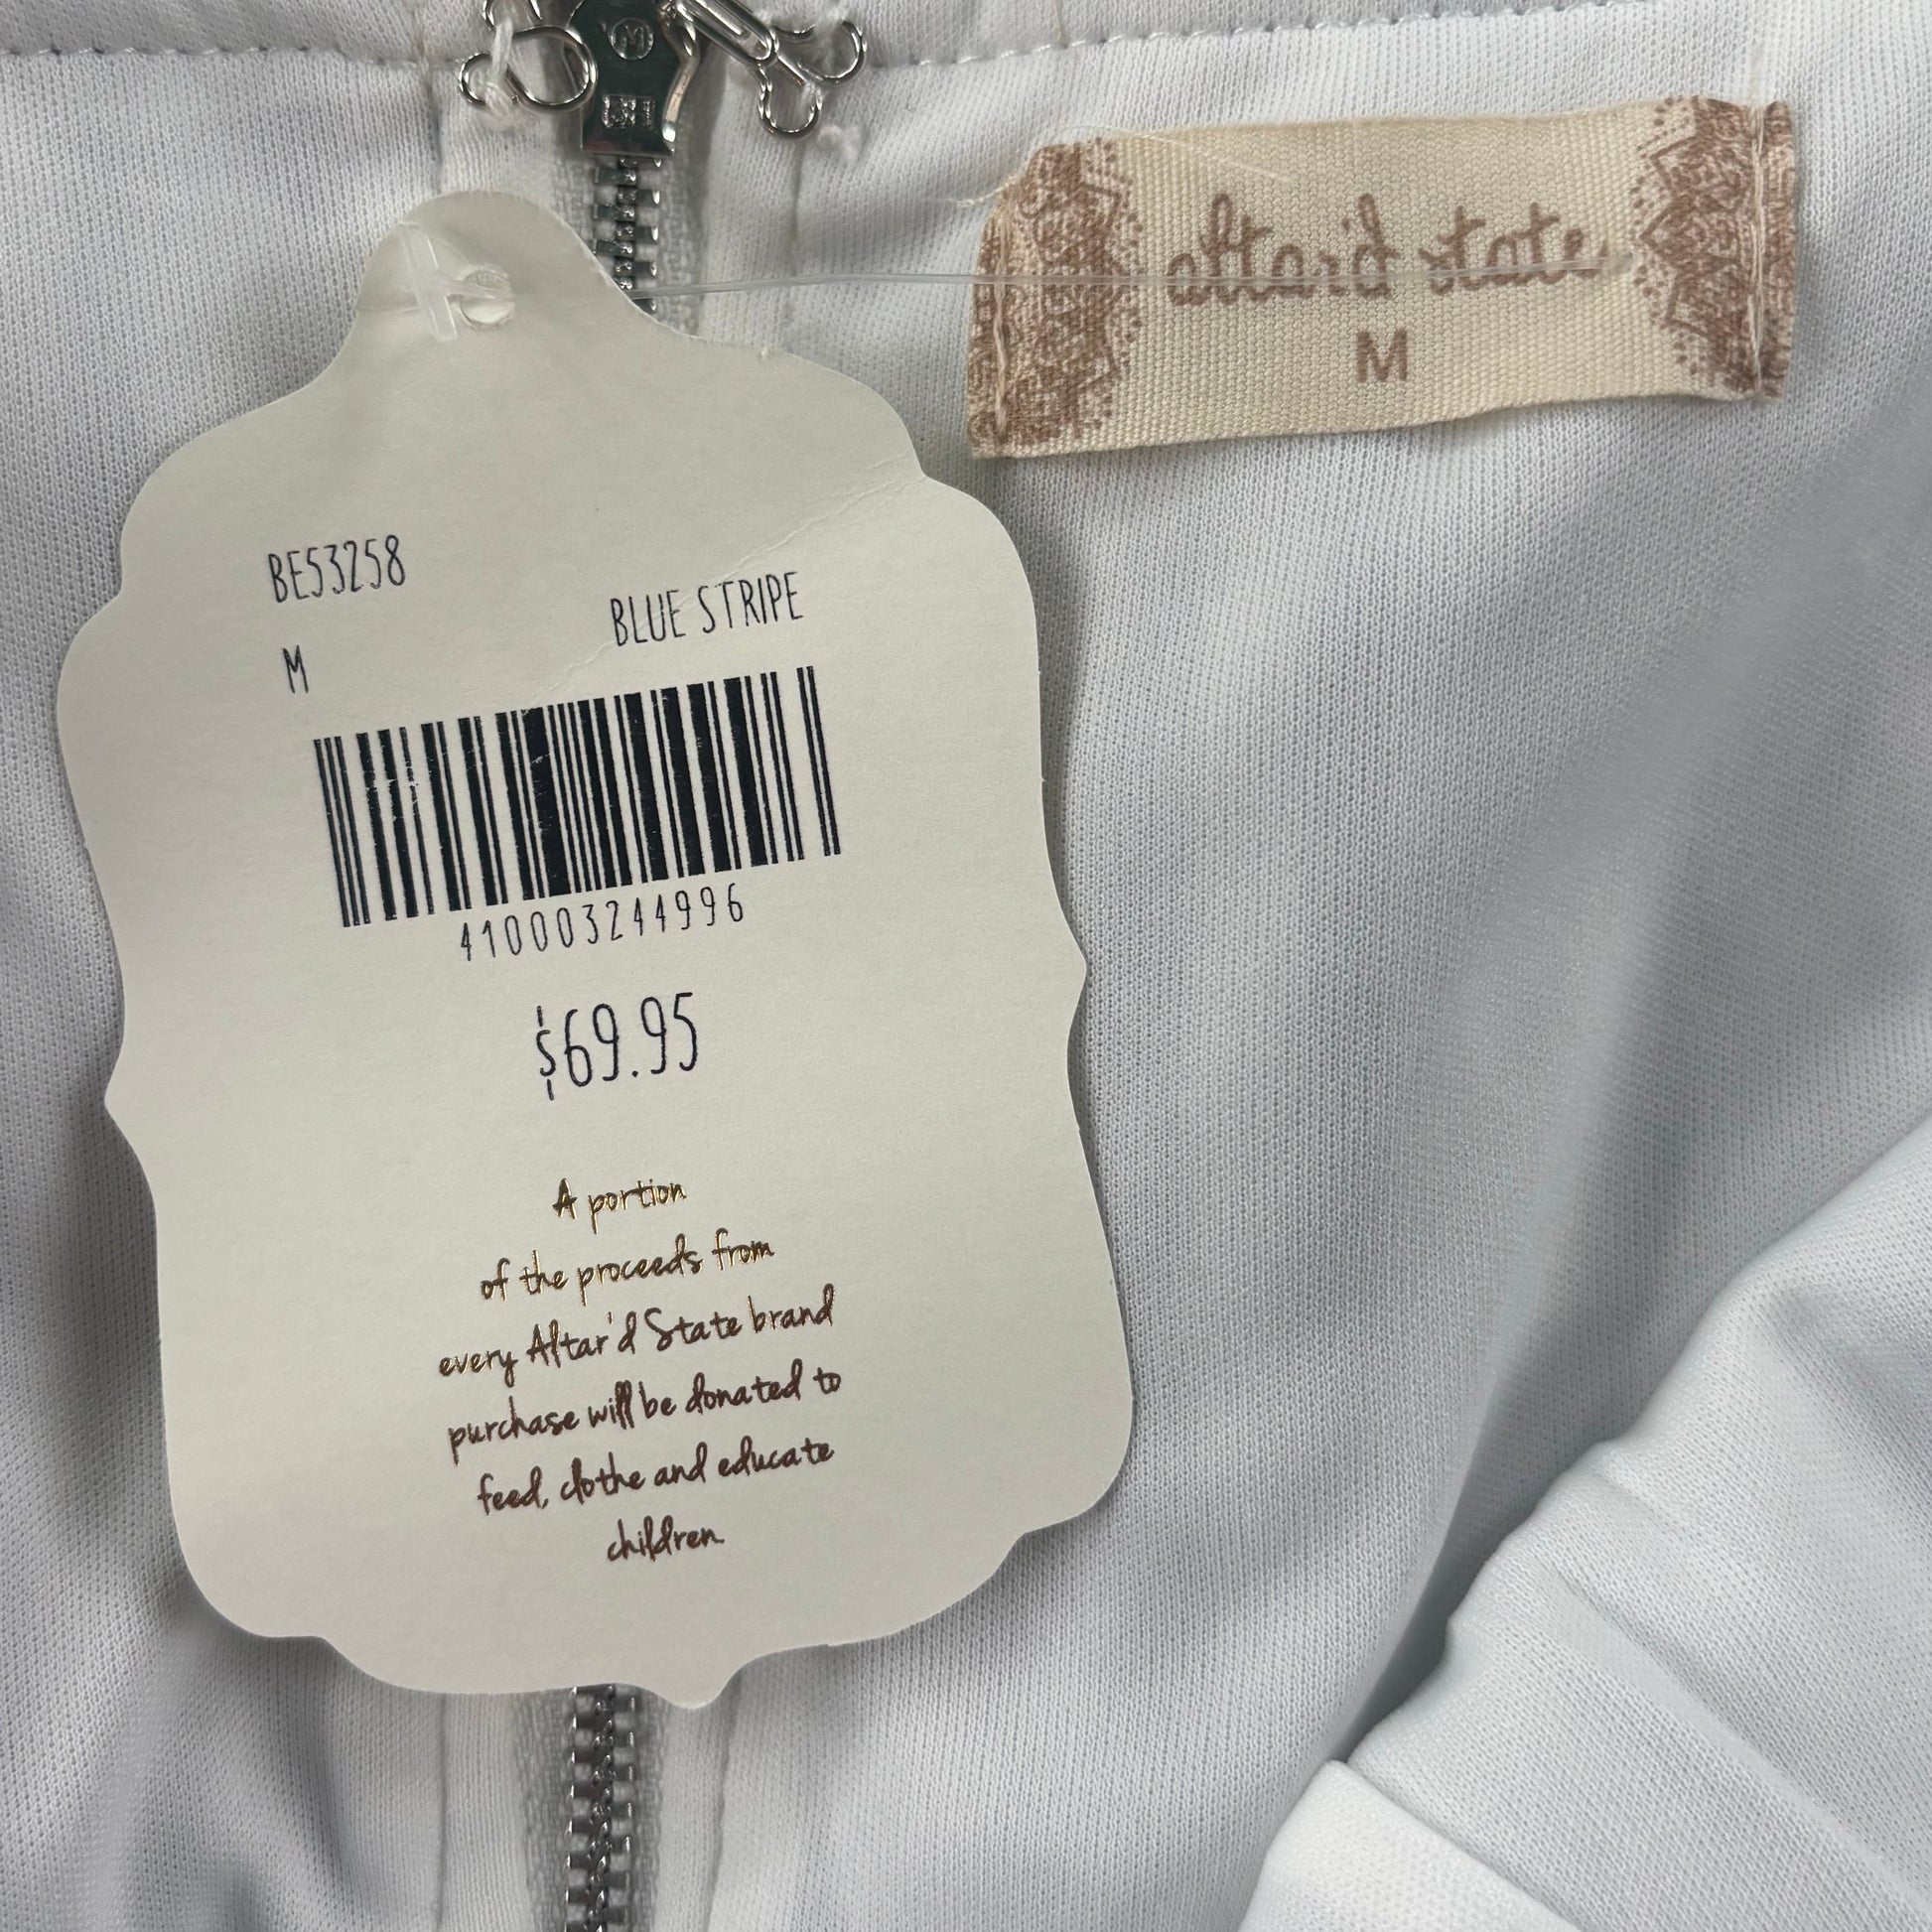 altar'd state
M
BE53258
BLUE STRIPE
M
410003244996
$69.95
A portion
of the proceeds from
every Altar'd State brand
purchase will be donated to
feed, clothe and educate
children.